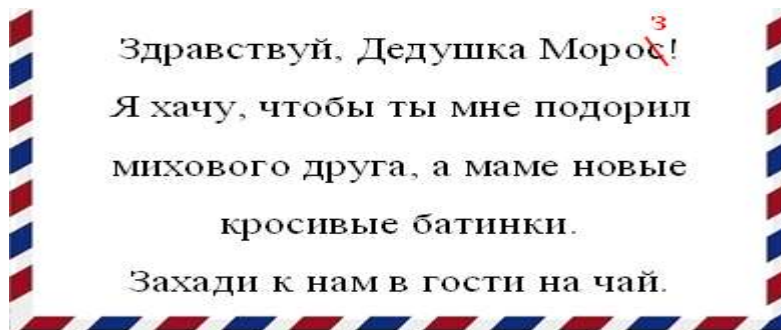 з
Здравствуй, Дедушка Морос!
Я хачу, чтобы ты мне подорил
михового друга, а маме новые
кросивые батинки.
Захади к нам в гости на чай.